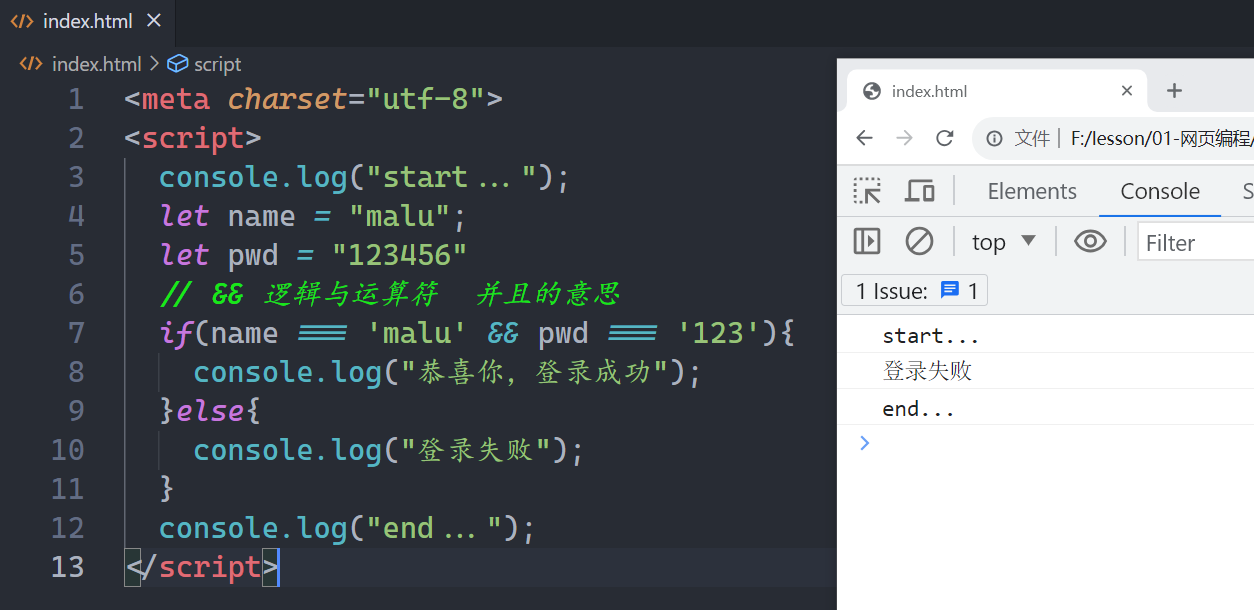 index.html
index.html > script
1 <meta charset="utf-8">
2 <script>
3 console.log("start...");
4 let name = "malu";
5 let pwd = "123456"
6 // && 逻辑与运算符 并且的意思
7 if(name === 'malu' && pwd === '123'){
8 console.log("恭喜你，登录成功");
9 }else{
10 console.log("登录失败");
11 }
12 console.log("end...");
13 </script>
index.html
文件 F:/lesson/01-网页编程/
Elements Console S
top Filter
1 Issue: 1
start...
登录失败
end...